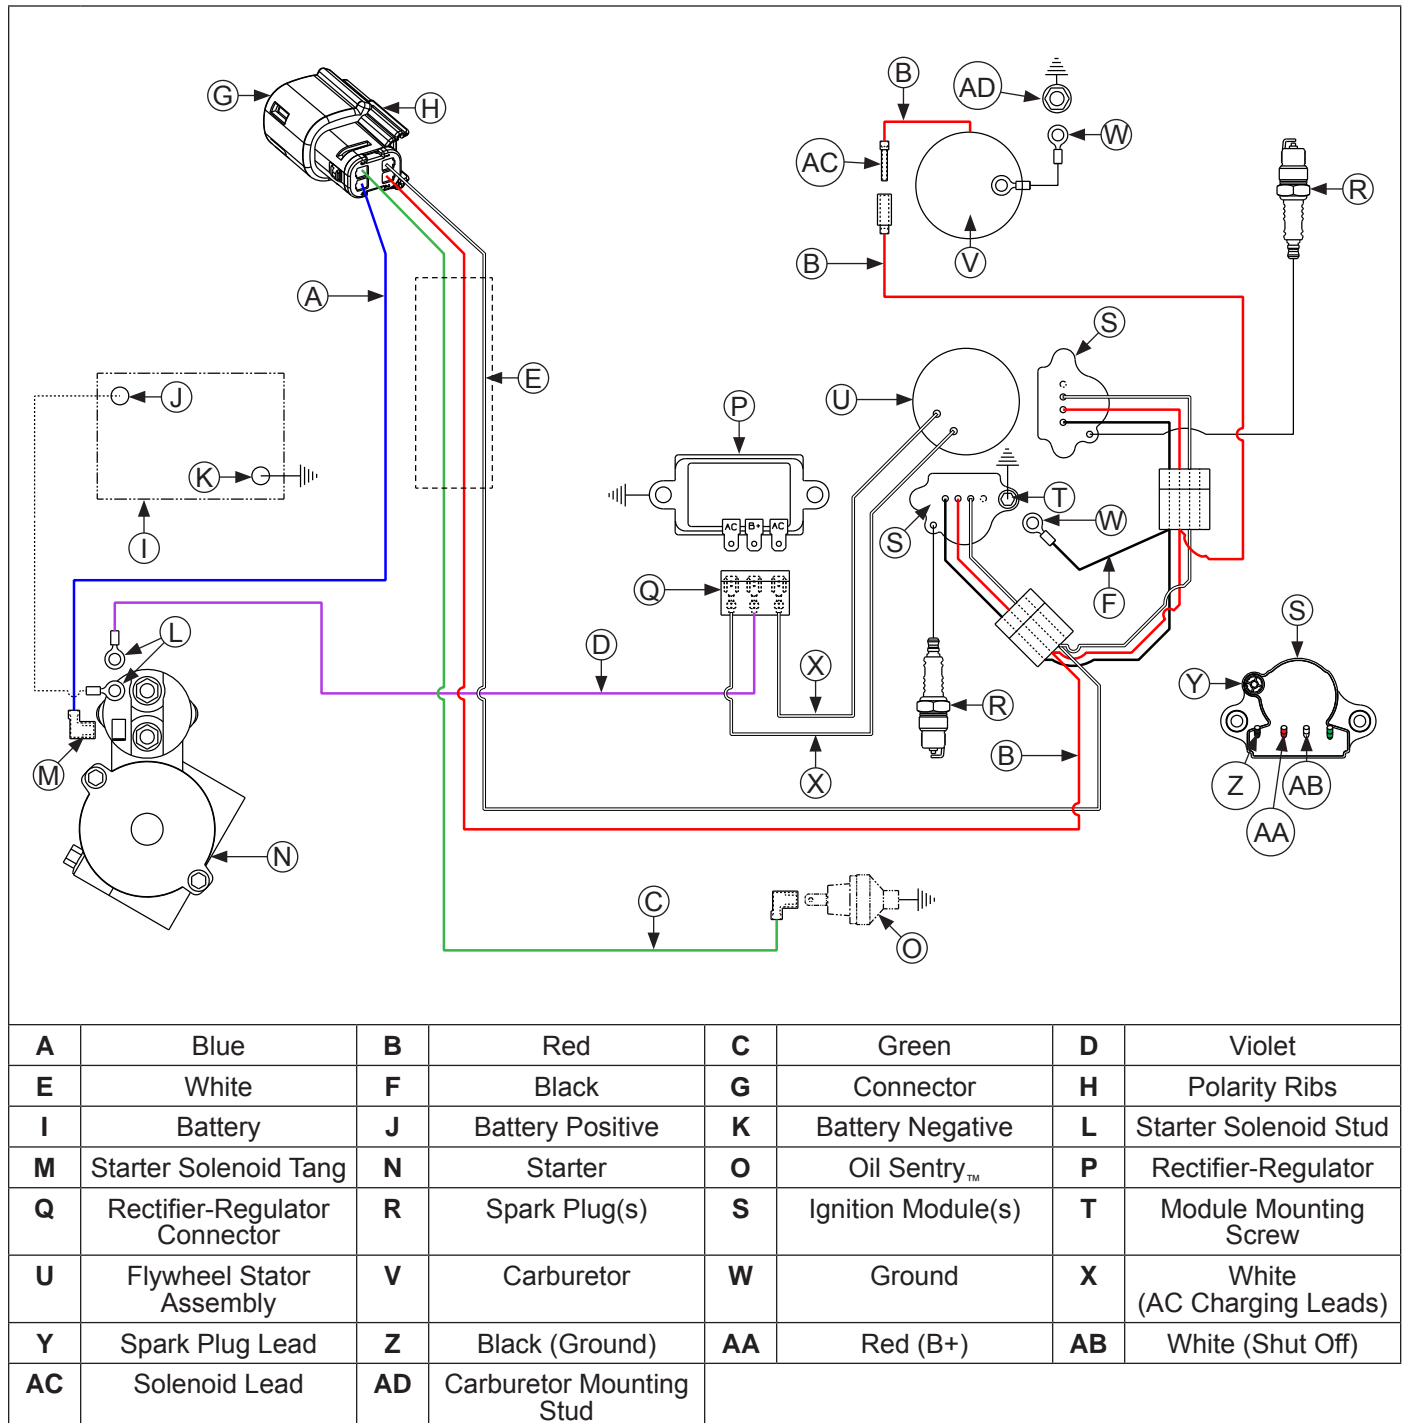 B
AD
G
H
W
AC
R
B
V
A
S
E
J
P
U
K
T
AC
B+
AC
W
S
I
Q
F
L
D
X
S
Y
R
M
B
X
Z
AB
AA
N
C
O
A Blue B Red C Green D Violet
E White F Black G Connector H Polarity Ribs
I Battery J Battery Positive K Battery Negative L Starter Solenoid Stud
M Starter Solenoid Tang N Starter O Oil Sentry™ P Rectifier-Regulator
Q Rectifier-Regulator R Spark Plug(s) S Ignition Module(s) T Module Mounting
Connector Screw
U Flywheel Stator V Carburetor W Ground X White
Assembly (AC Charging Leads)
Y Spark Plug Lead Z Black (Ground) AA Red (B+) AB White (Shut Off)
AC Solenoid Lead AD Carburetor Mounting
Stud